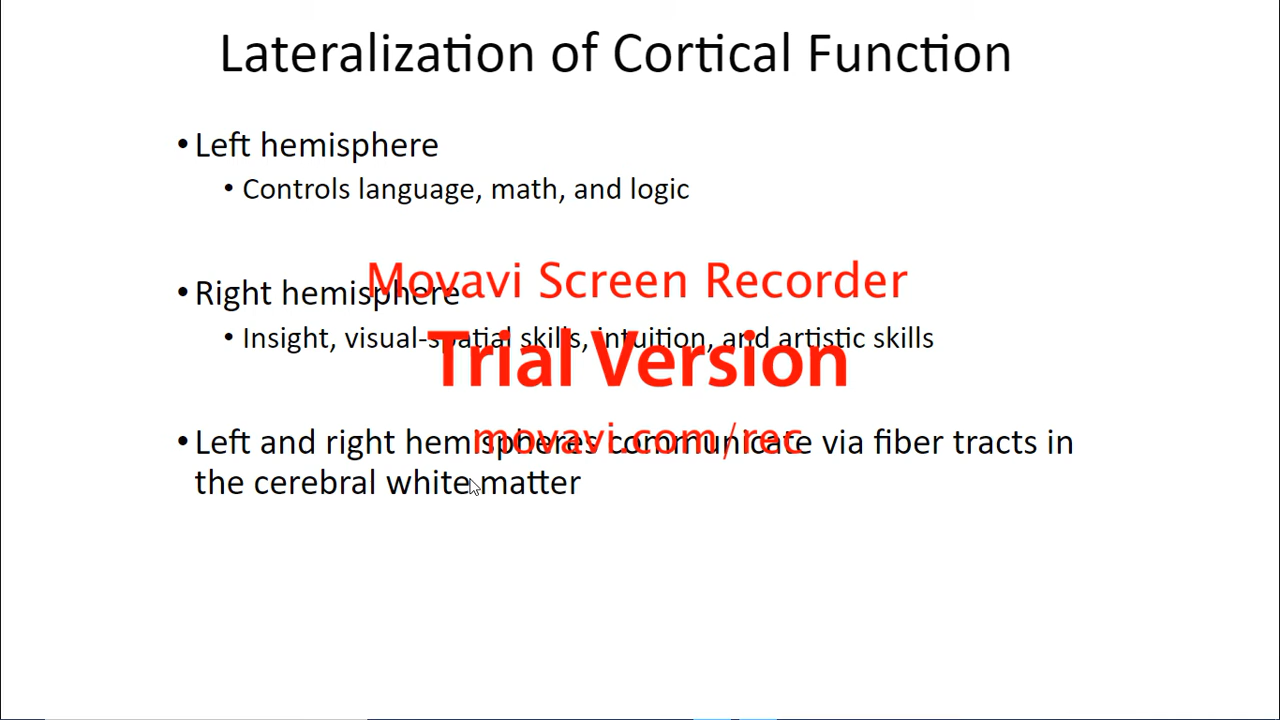 Lateralization of Cortical Function
• Left hemisphere
• Controls language, math, and logic
• Right hemisphere
Movavi Screen Recorder
• Insight, visual-spatial skills, intuition, and artistic skills
Trial Version
• Left and right hemispheres communicate via fiber tracts in
movavi.com/rec
the cerebral white matter